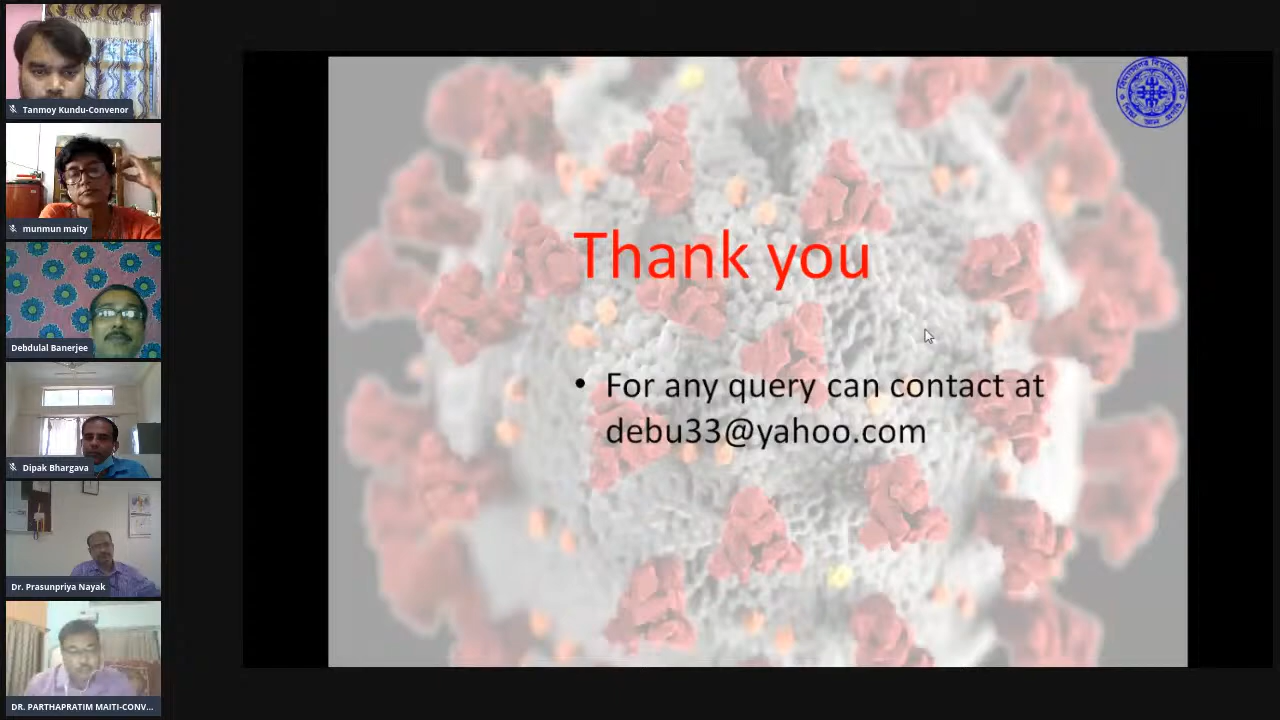 Tanmoy Kundu-Convenor
munmun maity
Debdulal Banerjee
Dipak Bhargava
Dr. Prasunpriya Nayak
DR. PARTHAPRATIM MAITI-CONV...
Thank you
• For any query can contact at
debu33@yahoo.com